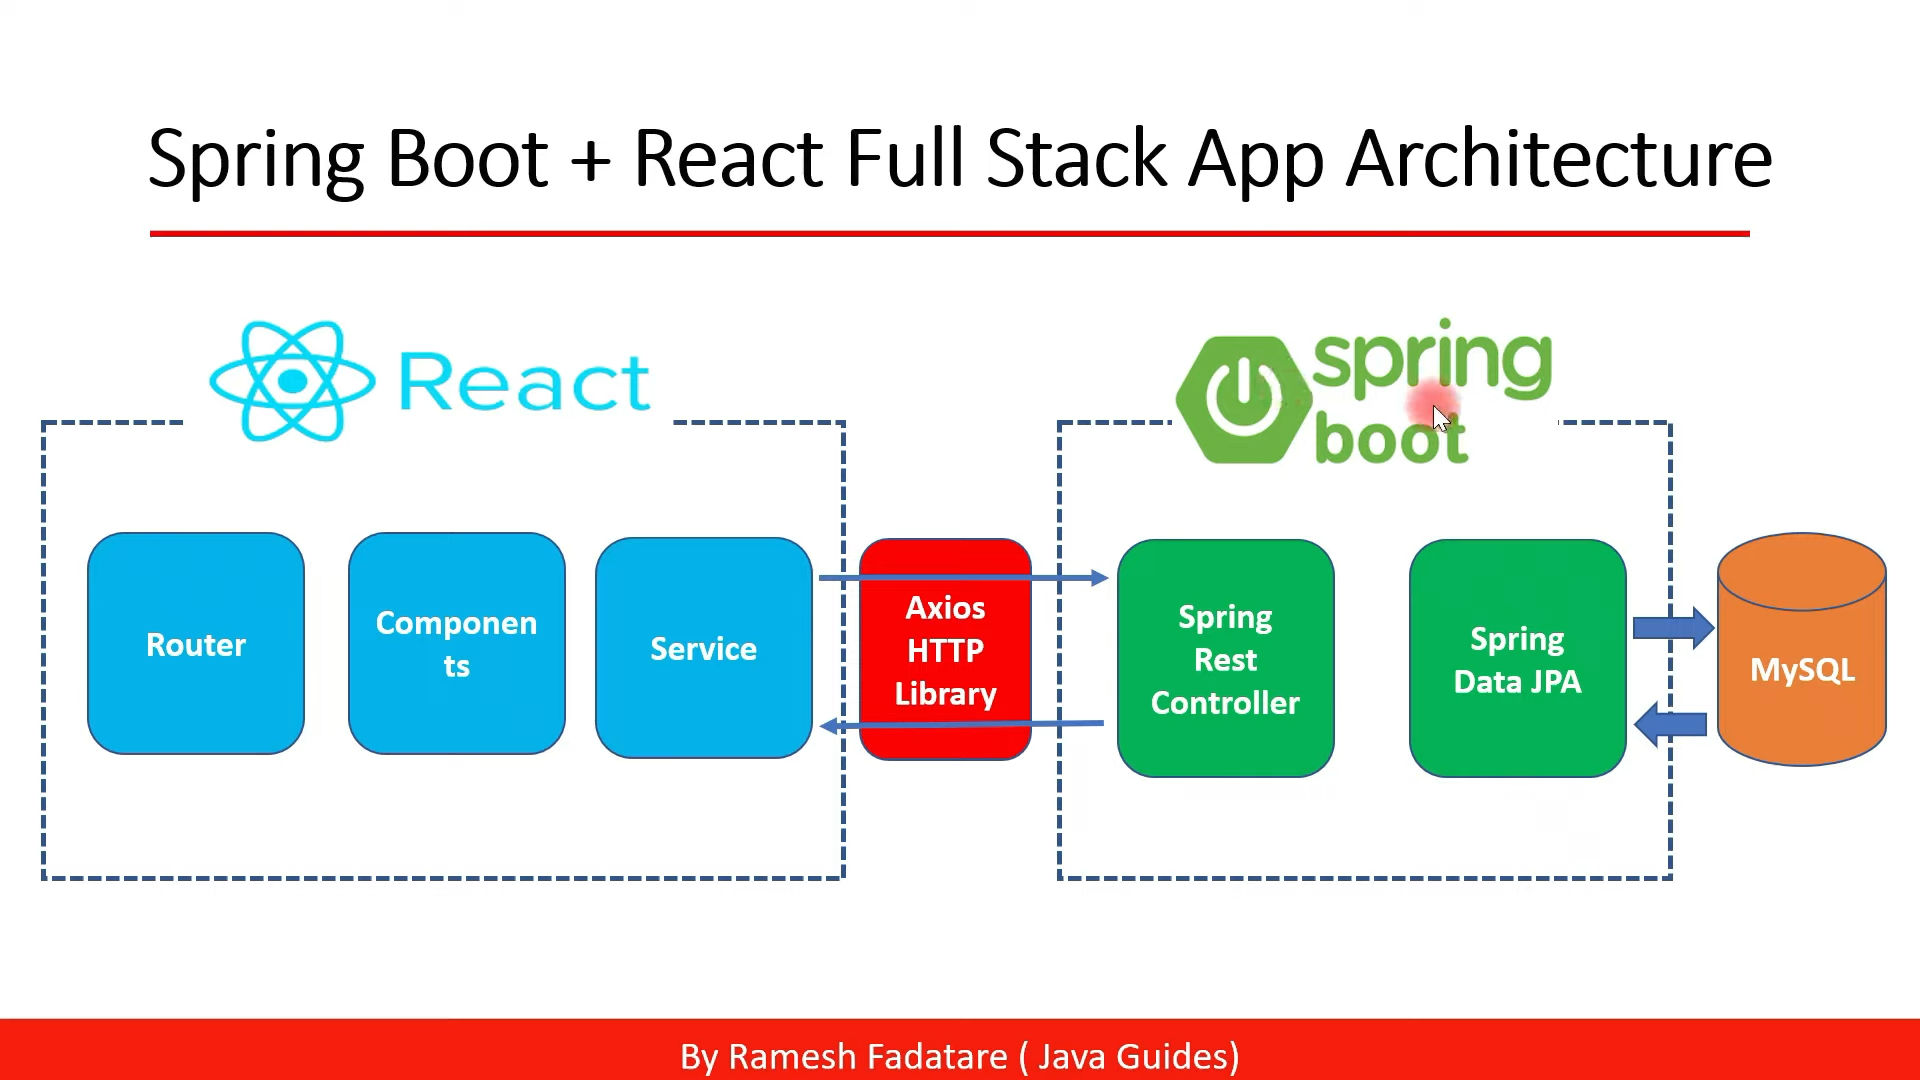 Spring Boot + React Full Stack App Architecture
React
spring
boot
Router
Componen
ts
Service
Axios
HTTP
Library
Spring
Rest
Controller
Spring
Data JPA
MySQL
By Ramesh Fadatare ( Java Guides)